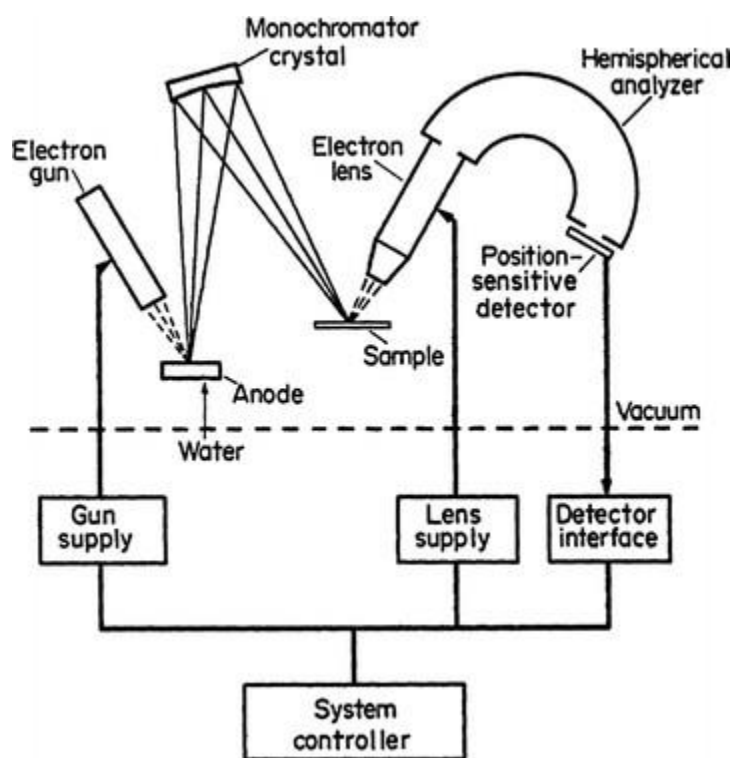 Monochromator
crystal
Hemispherical
analyzer
Electron
gun
Electron
lens
Position-
sensitive
detector
Sample
Anode
Vacuum
Water
Gun
supply
Lens
supply
Detector
interface
System
controller